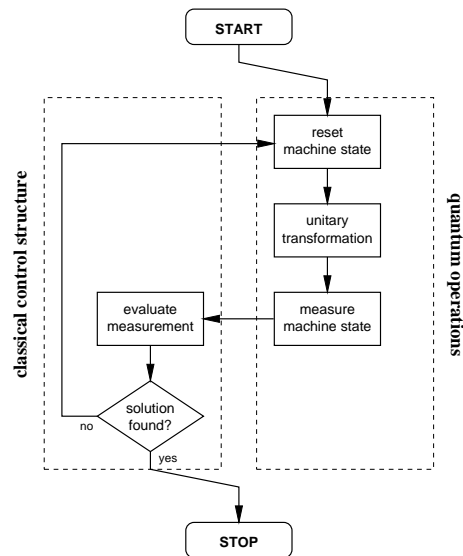 START
reset
machine state
unitary
transformation
measure
machine state
evaluate
measurement
solution
found?
no
yes
STOP
classical control structure
quantum operations